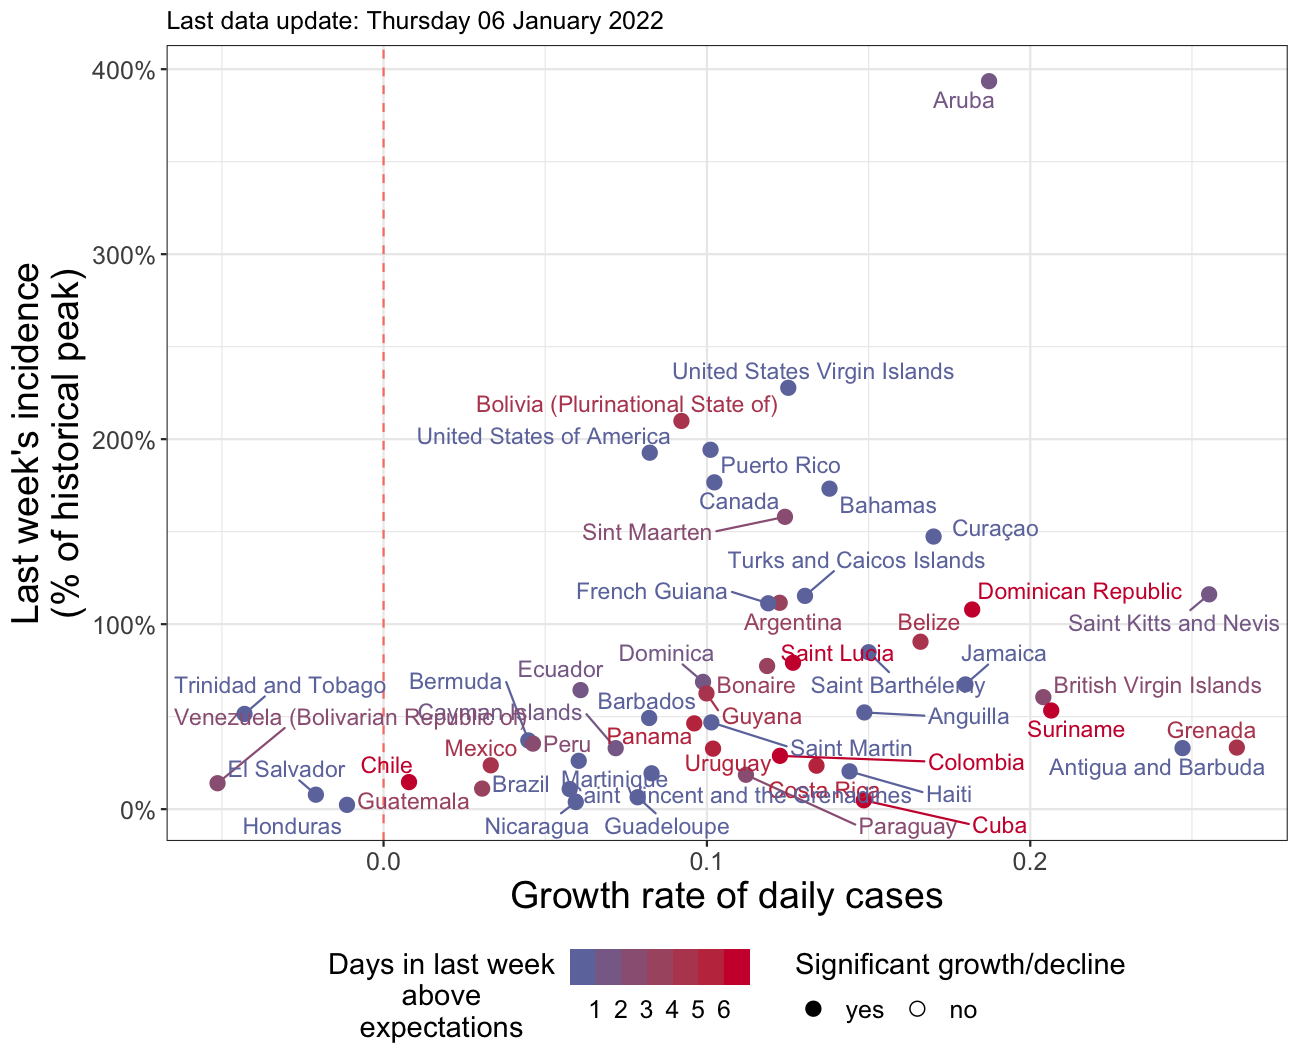 Last data update: Thursday 06 January 2022
Last week's incidence
(% of historical peak)
400%
300%
200%
100%
0%
Aruba
United States Virgin Islands
Bolivia (Plurinational State of)
United States of America
Puerto Rico
Canada
Bahamas
Sint Maarten
Curaçao
Turks and Caicos Islands
French Guiana
Dominican Republic
Argentina
Belize
Saint Kitts and Nevis
Dominica
Saint Lucia
Jamaica
Ecuador
Trinidad and Tobago
Bermuda
Bonaire
Saint Barthélemy
British Virgin Islands
Barbados
Venezuela (Bolivarian Republic of)
Cayman Islands
Guyana
Anguilla
Panama
Suriname
Grenada
Mexico
Peru
Saint Martin
Chile
El Salvador
Uruguay
Colombia
Antigua and Barbuda
Brazil
Martinique
Costa Rica
Haiti
Guatemala
Saint Vincent and the Grenadines
Honduras
Nicaragua
Guadeloupe
Paraguay
Cuba
0.0
0.1
0.2
Growth rate of daily cases
Days in last week
above
expectations
1 2 3 4 5 6
Significant growth/decline
yes
no